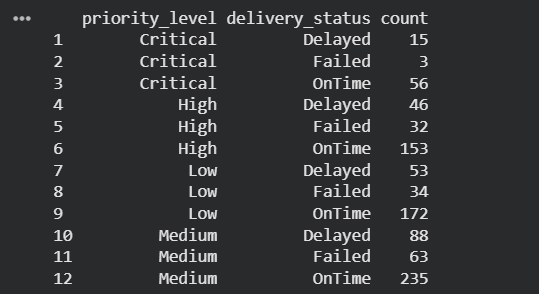 ••• priority_level delivery_status count
1 Critical Delayed 15
2 Critical Failed 3
3 Critical OnTime 56
4 High Delayed 46
5 High Failed 32
6 High OnTime 153
7 Low Delayed 53
8 Low Failed 34
9 Low OnTime 172
10 Medium Delayed 88
11 Medium Failed 63
12 Medium OnTime 235